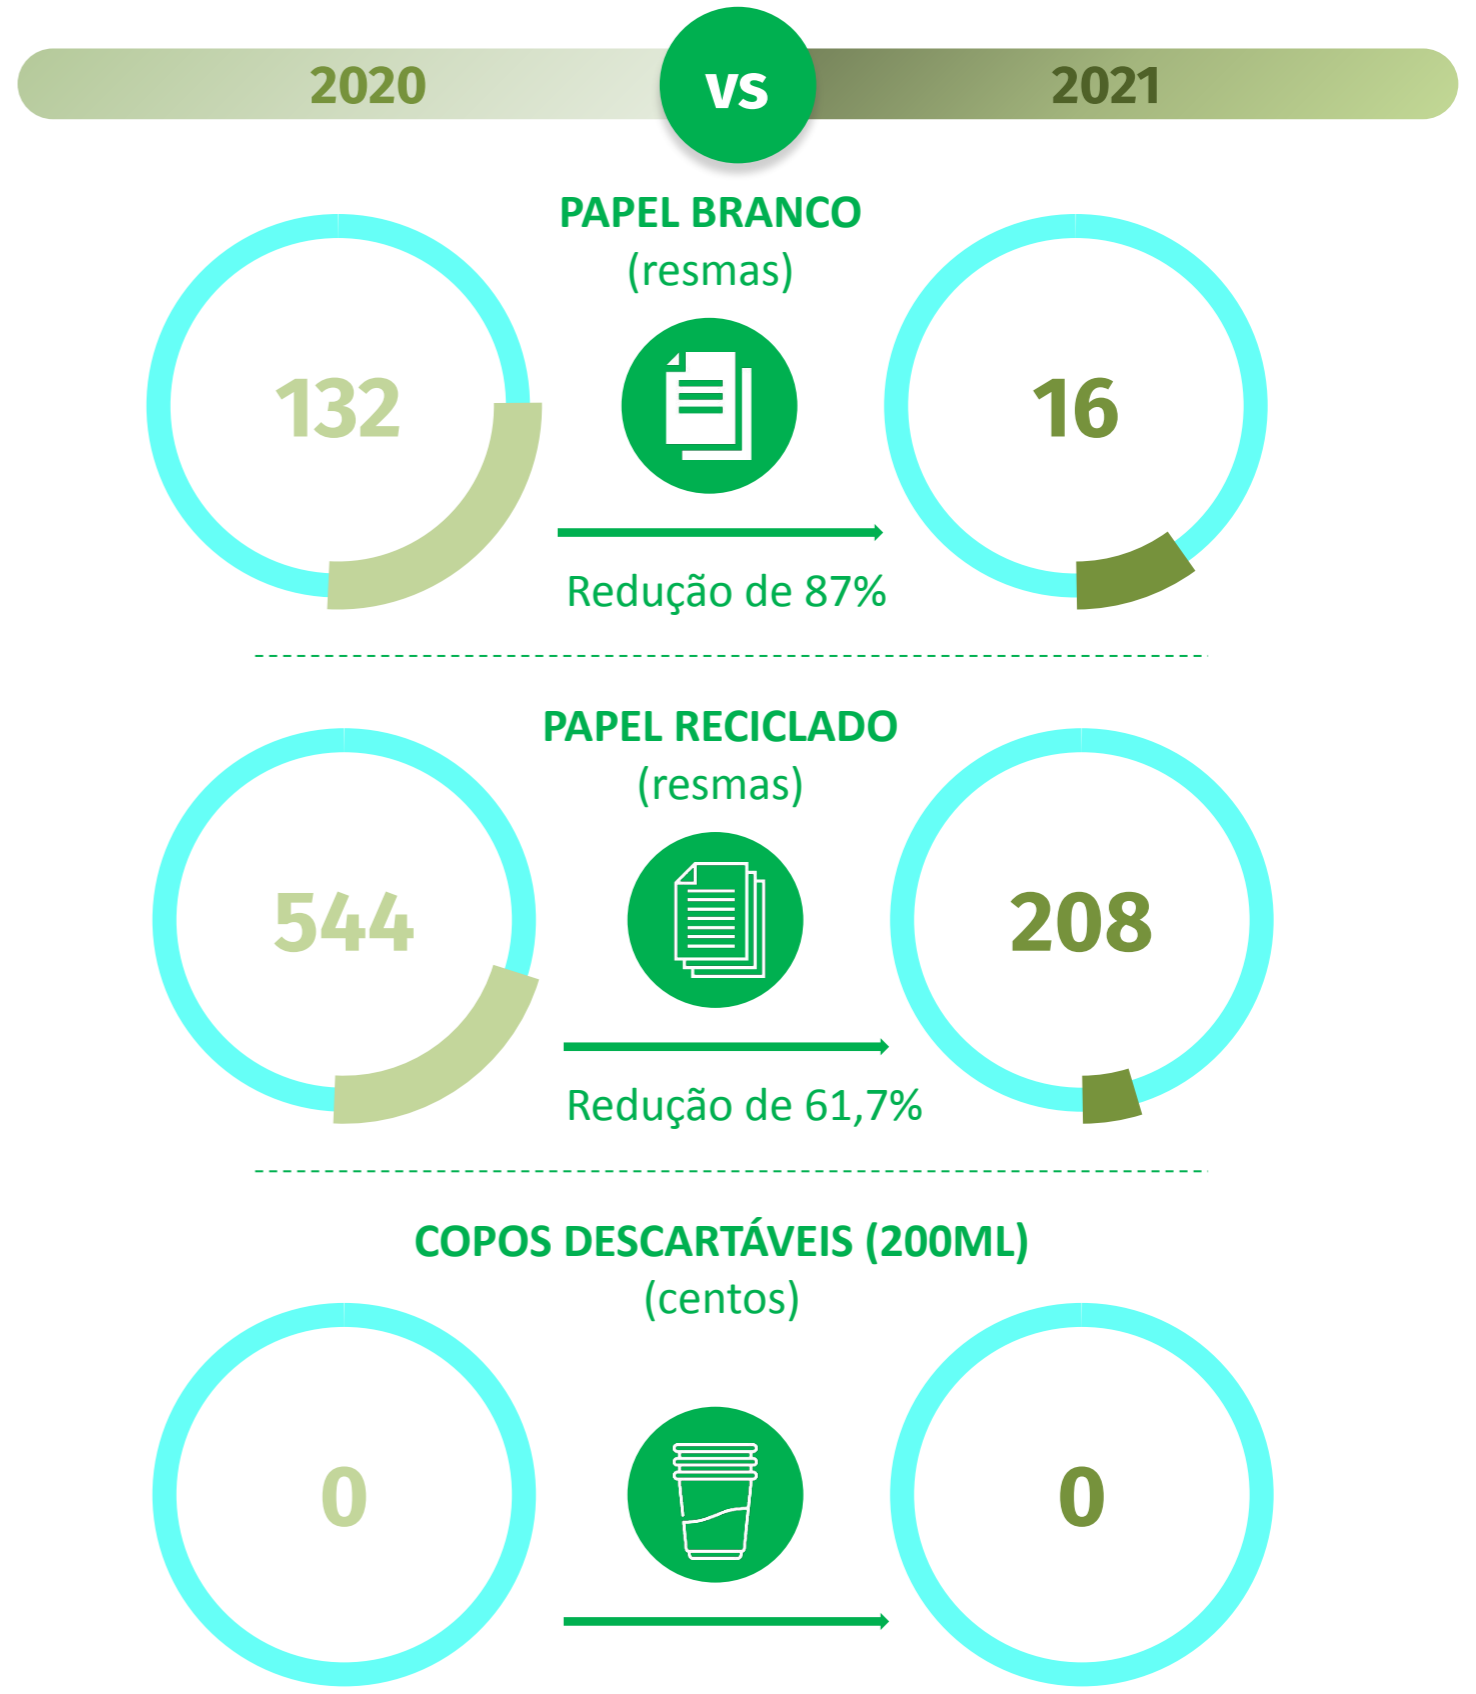 2020
vs
2021
PAPEL BRANCO
(resmas)
132
16
Redução de 87%
PAPEL RECICLADO
(resmas)
544
208
Redução de 61,7%
COPOS DESCARTÁVEIS (200ML)
(centos)
0
0